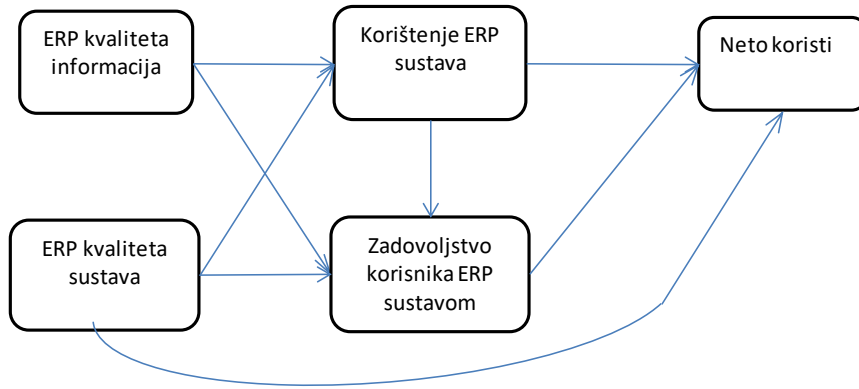 ERP kvaliteta
informacija
Korištenje ERP
sustava
Neto koristi
ERP kvaliteta
sustava
Zadovoljstvo
korisnika ERP
sustavom